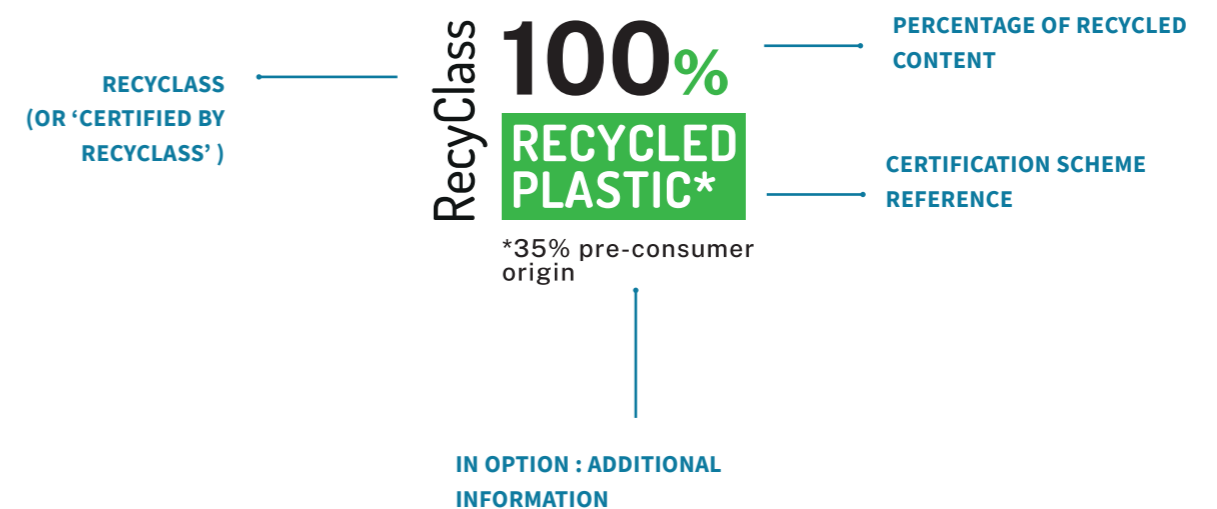 RECYCLASS
(OR ‘CERTIFIED BY
RECYCLASS’ )
RecyClass
100%
RECYCLED
PLASTIC*
*35% pre-consumer
origin
PERCENTAGE OF RECYCLED
CONTENT
CERTIFICATION SCHEME
REFERENCE
IN OPTION : ADDITIONAL
INFORMATION